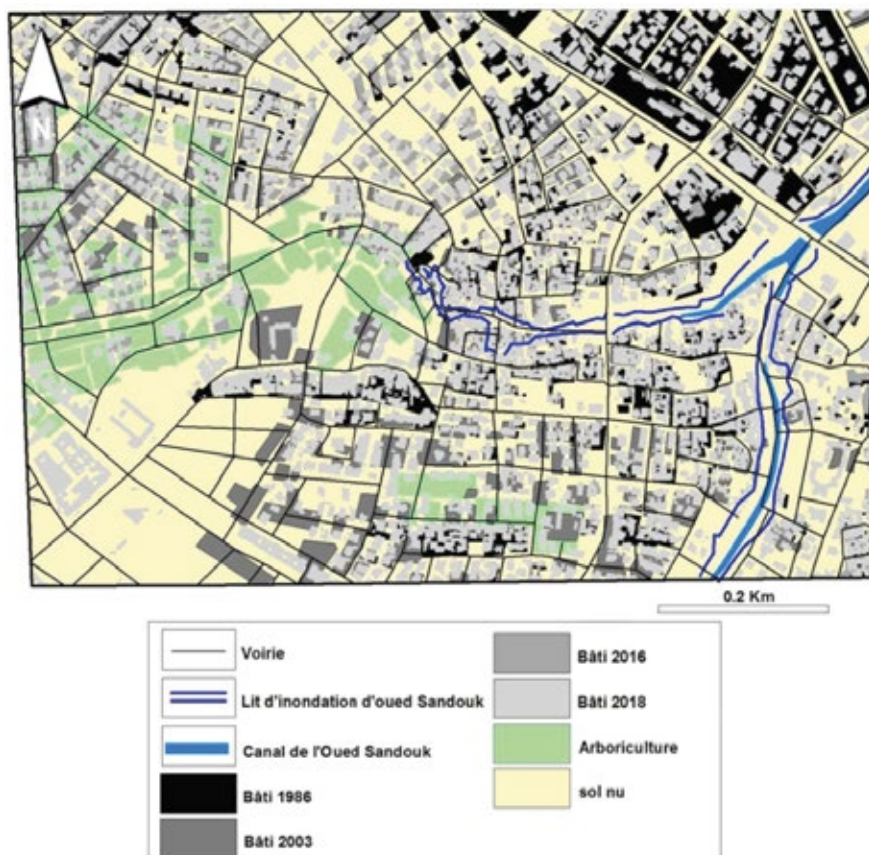 N
0.2 Km
Voirie
Lit d'inondation d'oued Sandouk
Canal de l'Oued Sandouk
Bâti 1986
Bâti 2003
Bâti 2016
Bâti 2018
Arboriculture
sol nu